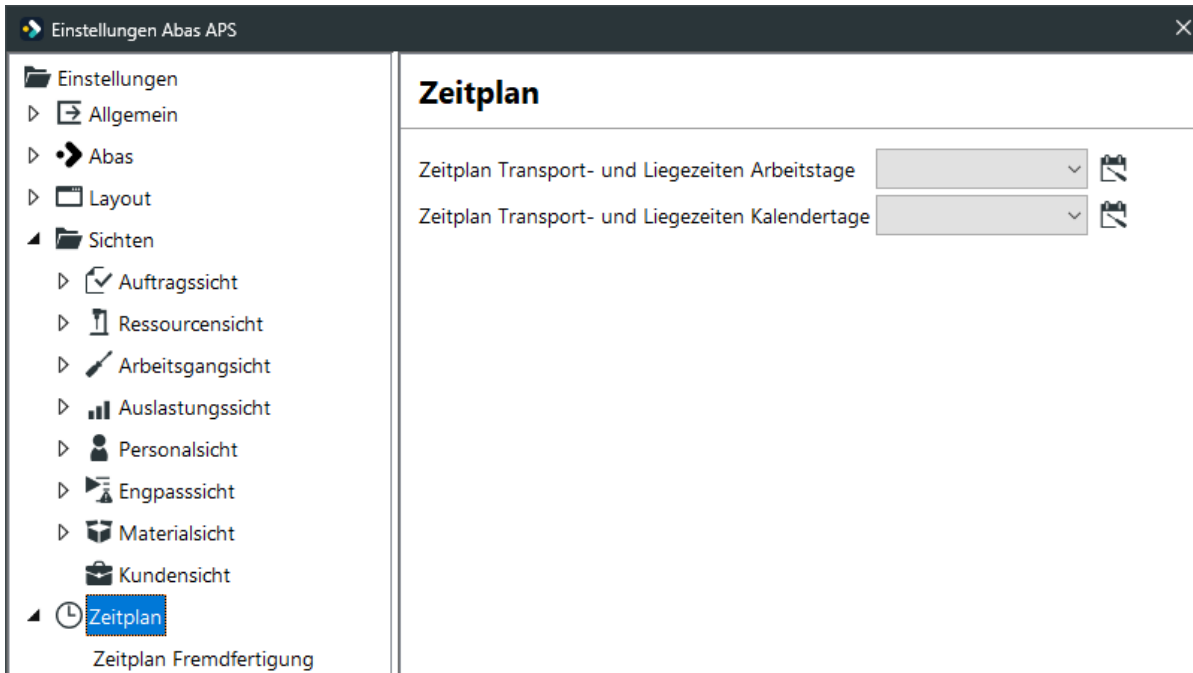 Einstellungen Abas APS
Einstellungen
Allgemein
Abas
Layout
Sichten
Auftragssicht
Ressourcensicht
Arbeitsgangsicht
Auslastungssicht
Personalsicht
Engpasssicht
Materialsicht
Kundensicht
Zeitplan
Zeitplan Fremdfertigung
Zeitplan
Zeitplan Transport- und Liegezeiten Arbeitstage
Zeitplan Transport- und Liegezeiten Kalendertage